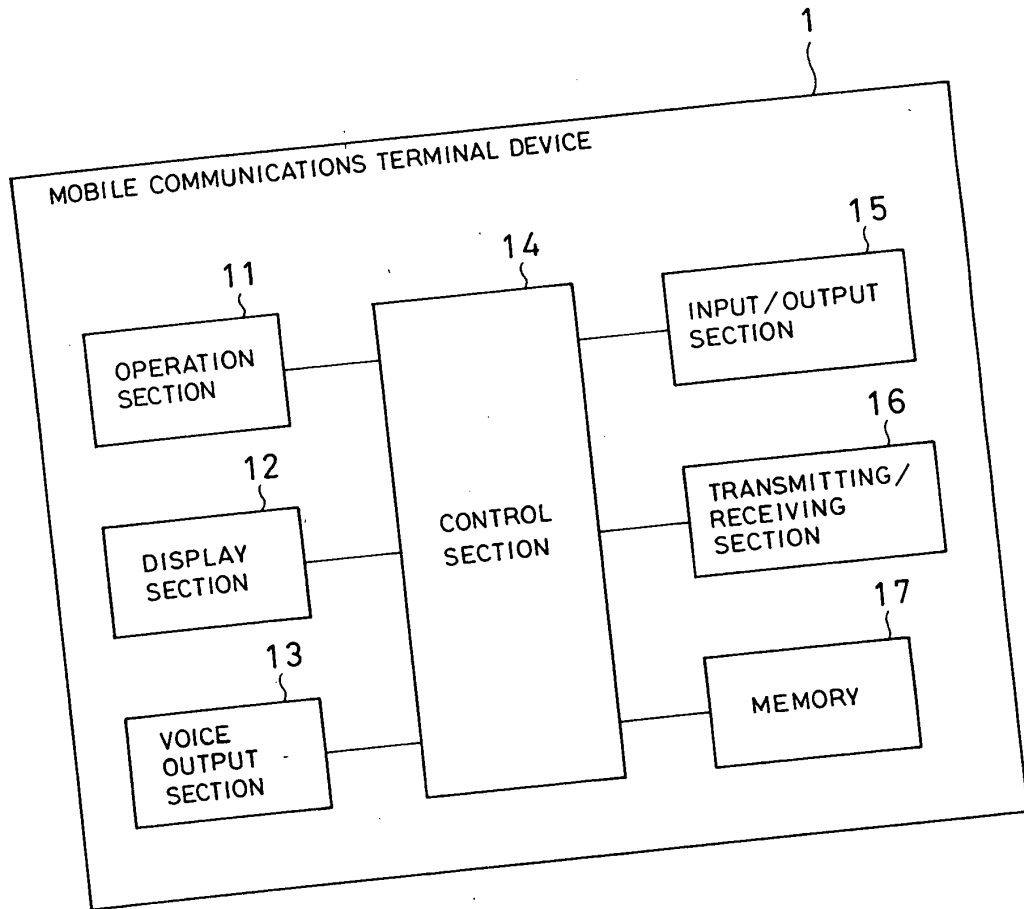 1
MOBILE COMMUNICATIONS TERMINAL DEVICE
11
OPERATION
SECTION
12
DISPLAY
SECTION
13
VOICE
OUTPUT
SECTION
14
CONTROL
SECTION
15
INPUT/OUTPUT
SECTION
16
TRANSMITTING/
RECEIVING
SECTION
17
MEMORY